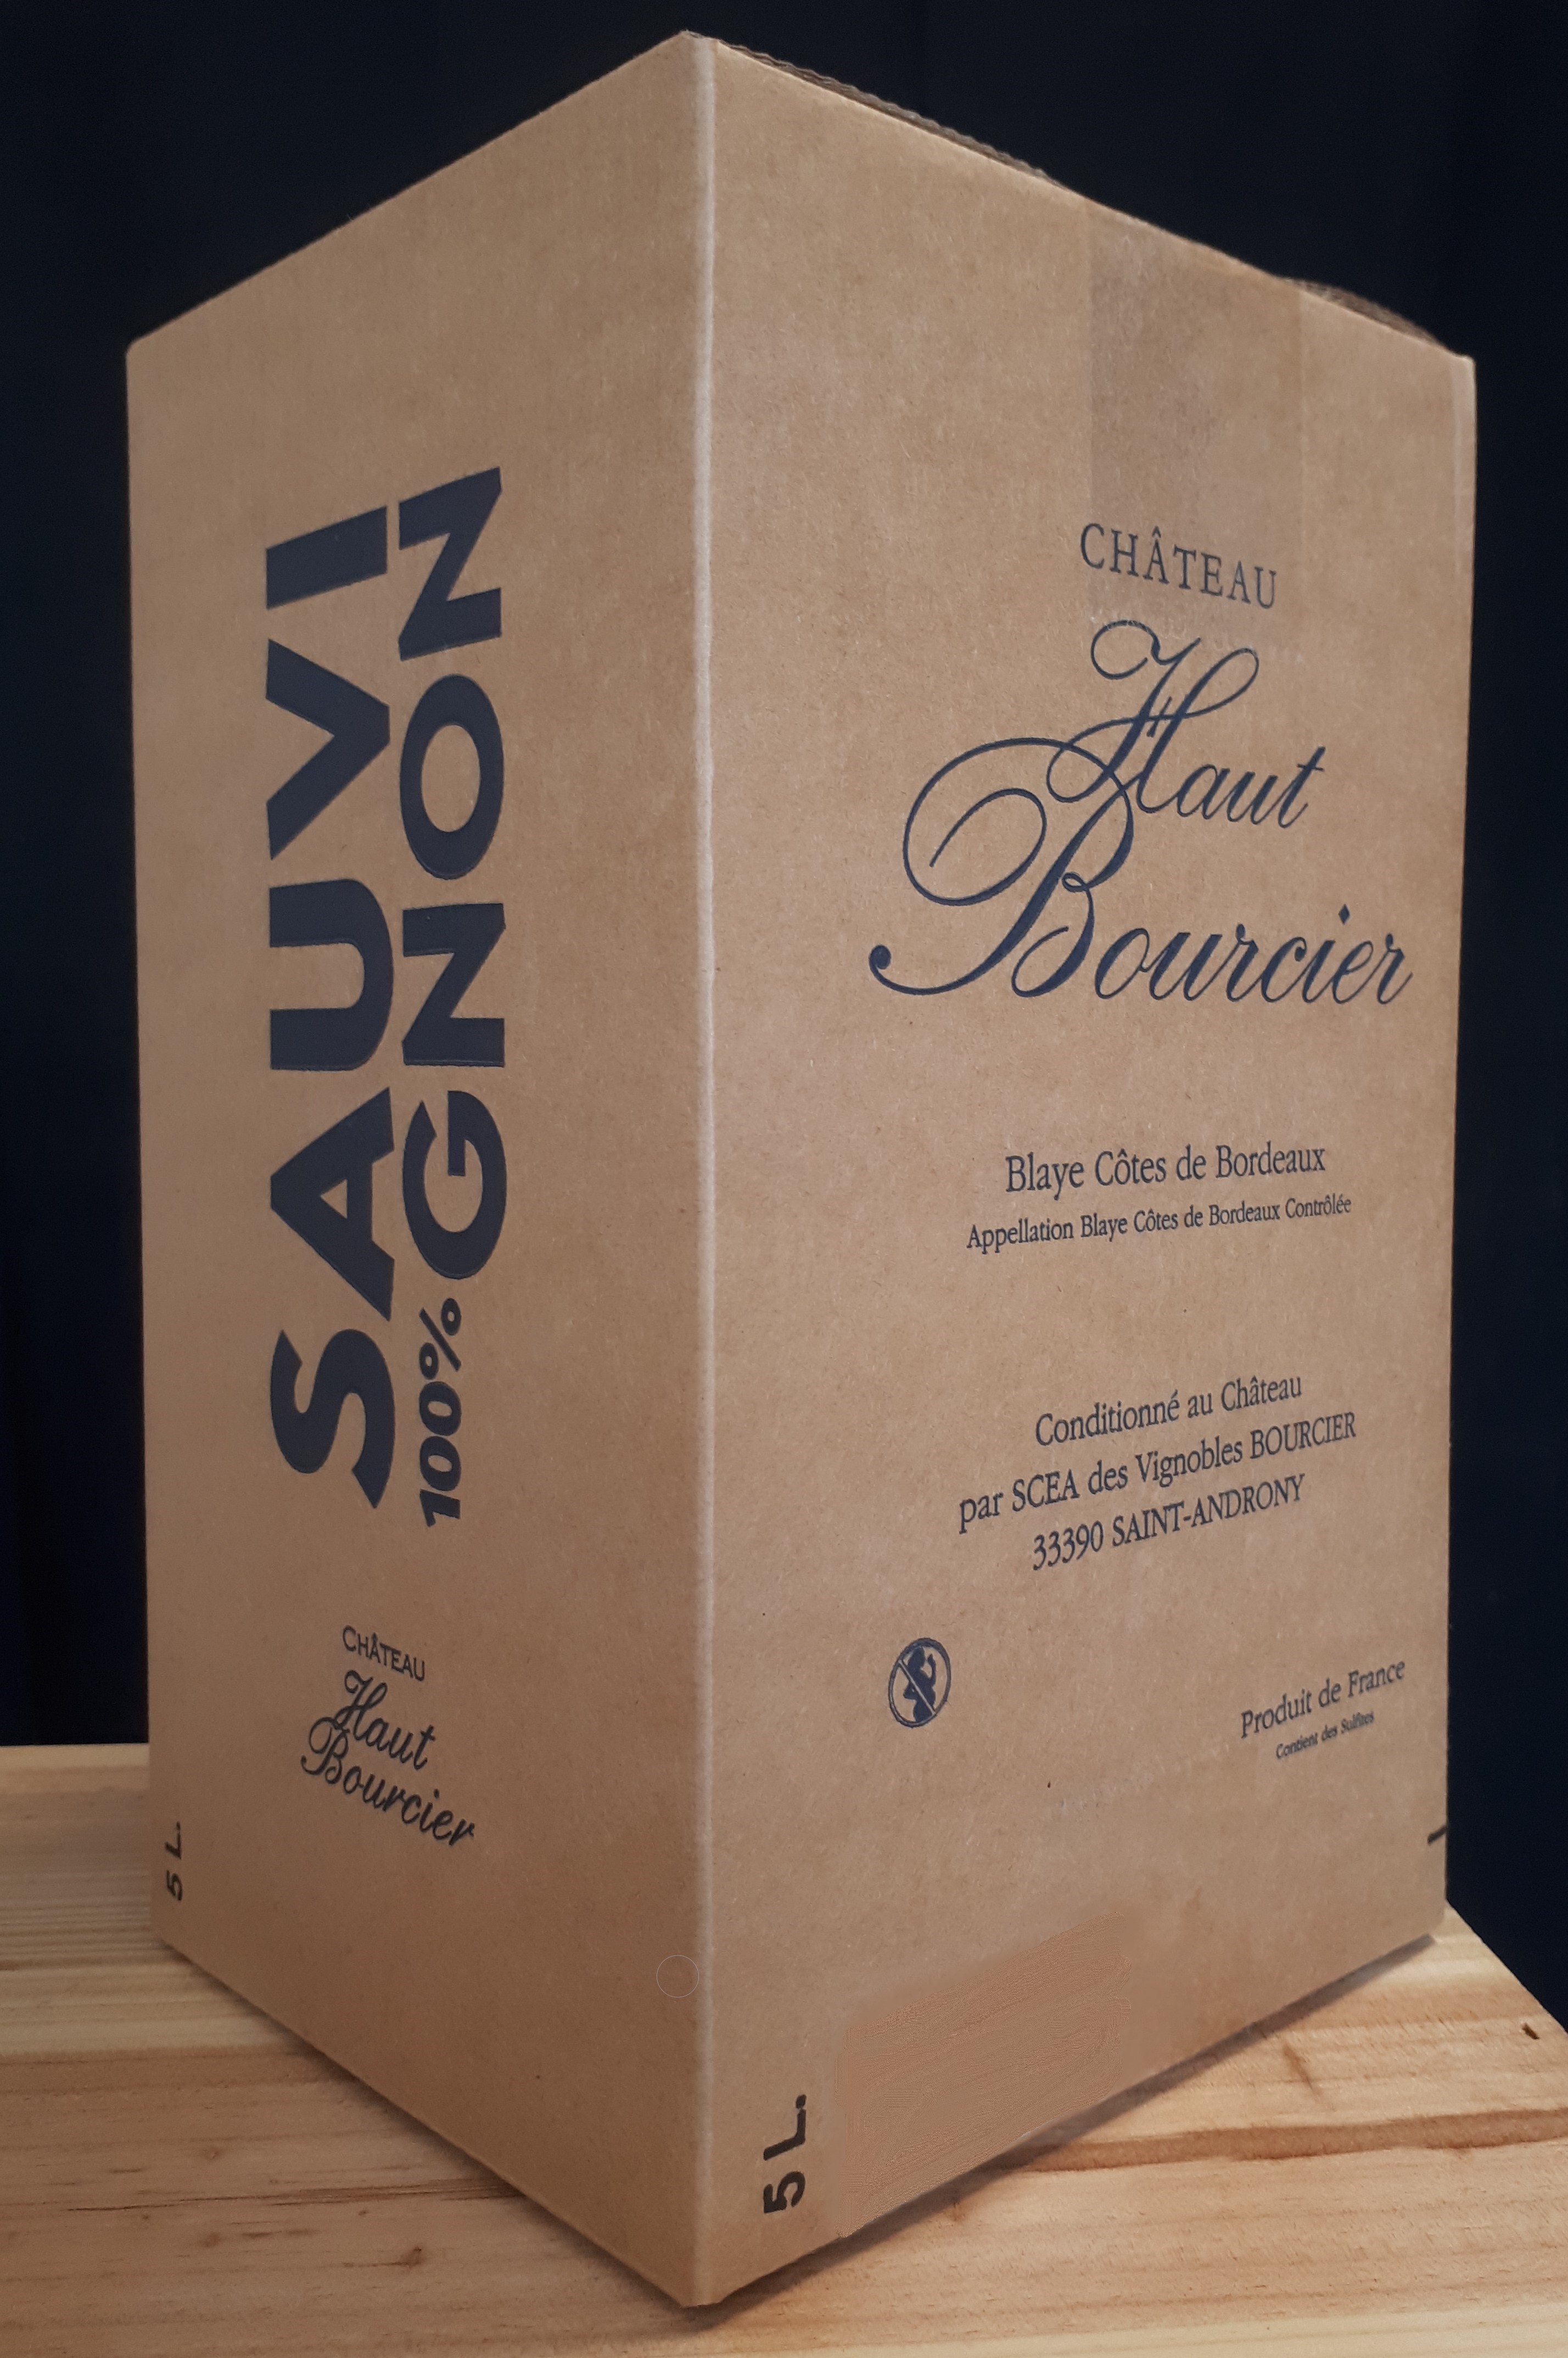 SAUVI
100% GNON
CHÂTEAU
Haut
Bourcier
5 L.
CHÂTEAU
Haut
Bourcier
Blaye Côtes de Bordeaux
Appellation Blaye Côtes de Bordeaux Contrôlée
Conditionné au Château
par SCEA des Vignobles BOURCIER
33390 SAINT-ANDRONY
Produit de France
Contient des Sulfites
5 L.